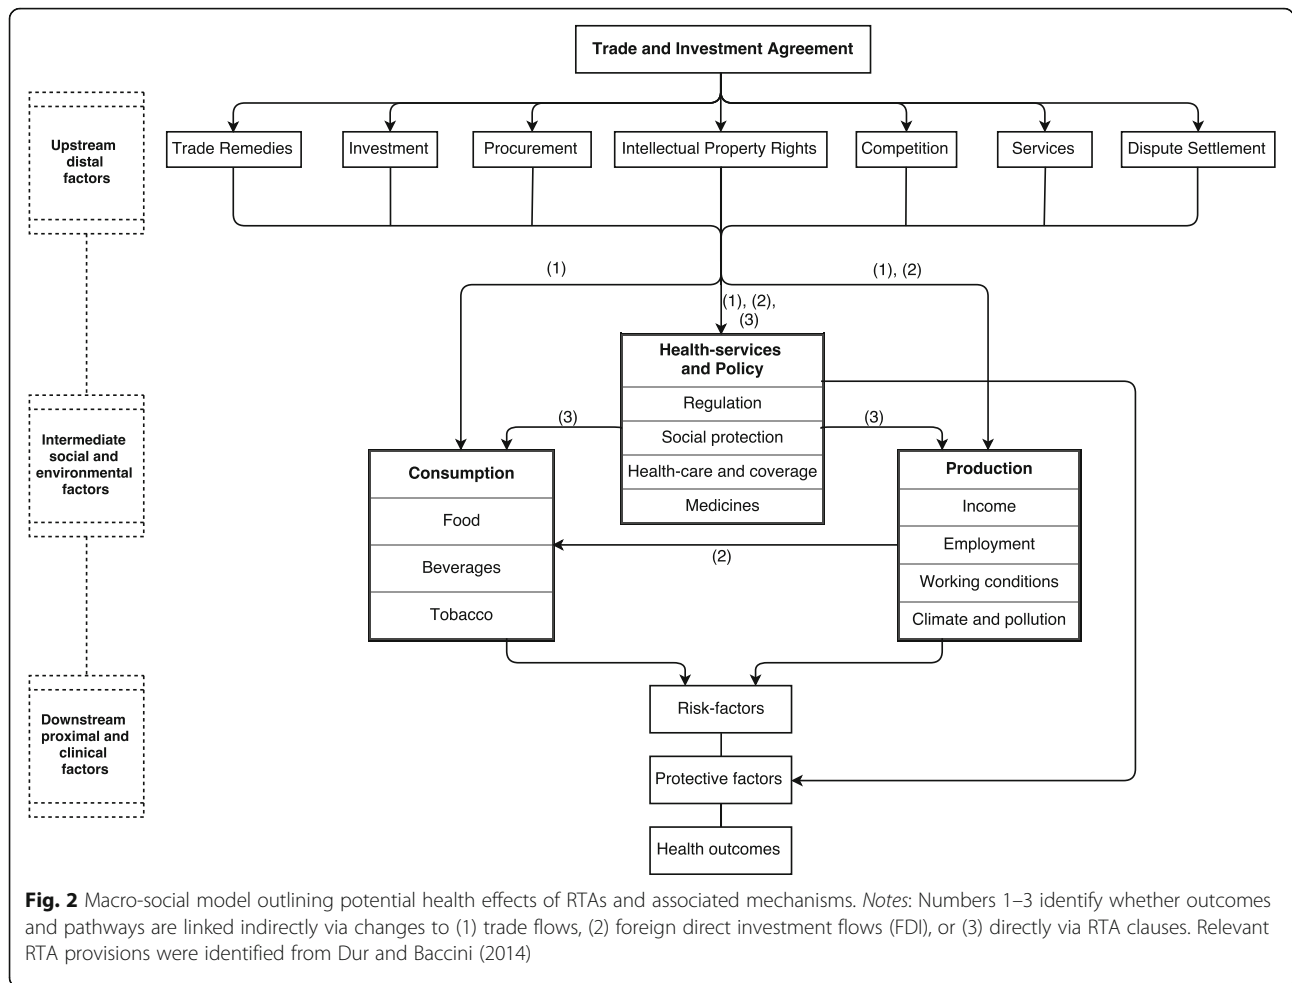 Trade and Investment Agreement
Upstream
distal
factors
Trade Remedies
Investment
Procurement
Intellectual Property Rights
Competition
Services
Dispute Settlement
(1)
(1), (2)
(1), (2),
(3)
Health-services
and Policy
Regulation
Social protection
Health-care and coverage
Medicines
(3)
(3)
Intermediate
social and
environmental
factors
Consumption
Food
Beverages
Tobacco
Production
Income
Employment
Working conditions
Climate and pollution
(2)
Downstream
proximal and
clinical
factors
Risk-factors
Protective factors
Health outcomes
Fig. 2 Macro-social model outlining potential health effects of RTAs and associated mechanisms. Notes: Numbers 1–3 identify whether outcomes
and pathways are linked indirectly via changes to (1) trade flows, (2) foreign direct investment flows (FDI), or (3) directly via RTA clauses. Relevant
RTA provisions were identified from Dur and Baccini (2014)